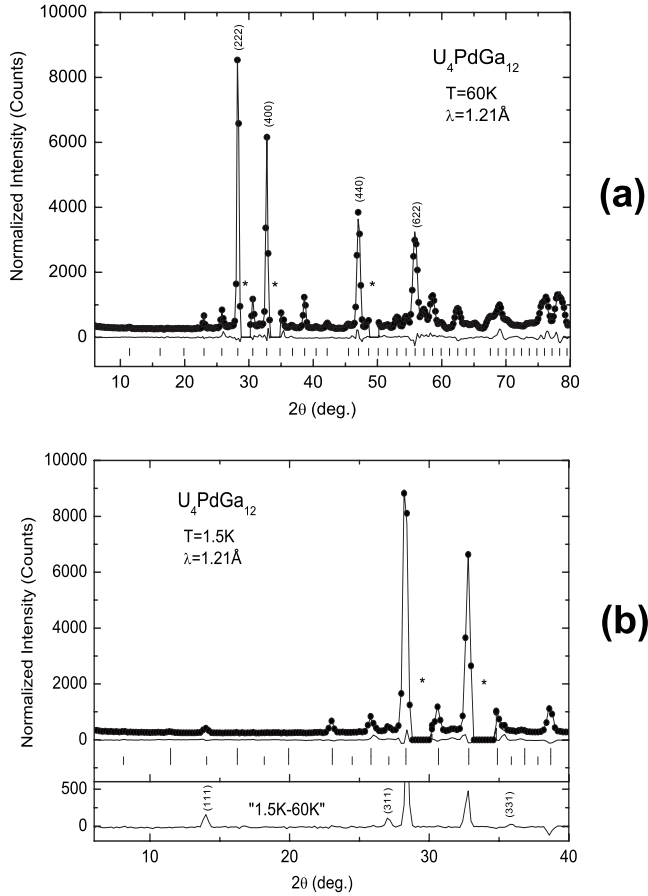 10000
8000
6000
4000
2000
0
Normalized Intensity (Counts)
(222)
(400)
(440)
(622)
*
*
*
U4PdGa12
T=60K
λ=1.21Å
10 20 30 40 50 60 70 80
2θ (deg.)
(a)
10000
8000
6000
4000
2000
0
Normalized Intensity (Counts)
U4PdGa12
T=1.5K
λ=1.21Å
*
*
500
0
(111)
"1.5K-60K"
(311)
(331)
10 20 30 40
2θ (deg.)
(b)